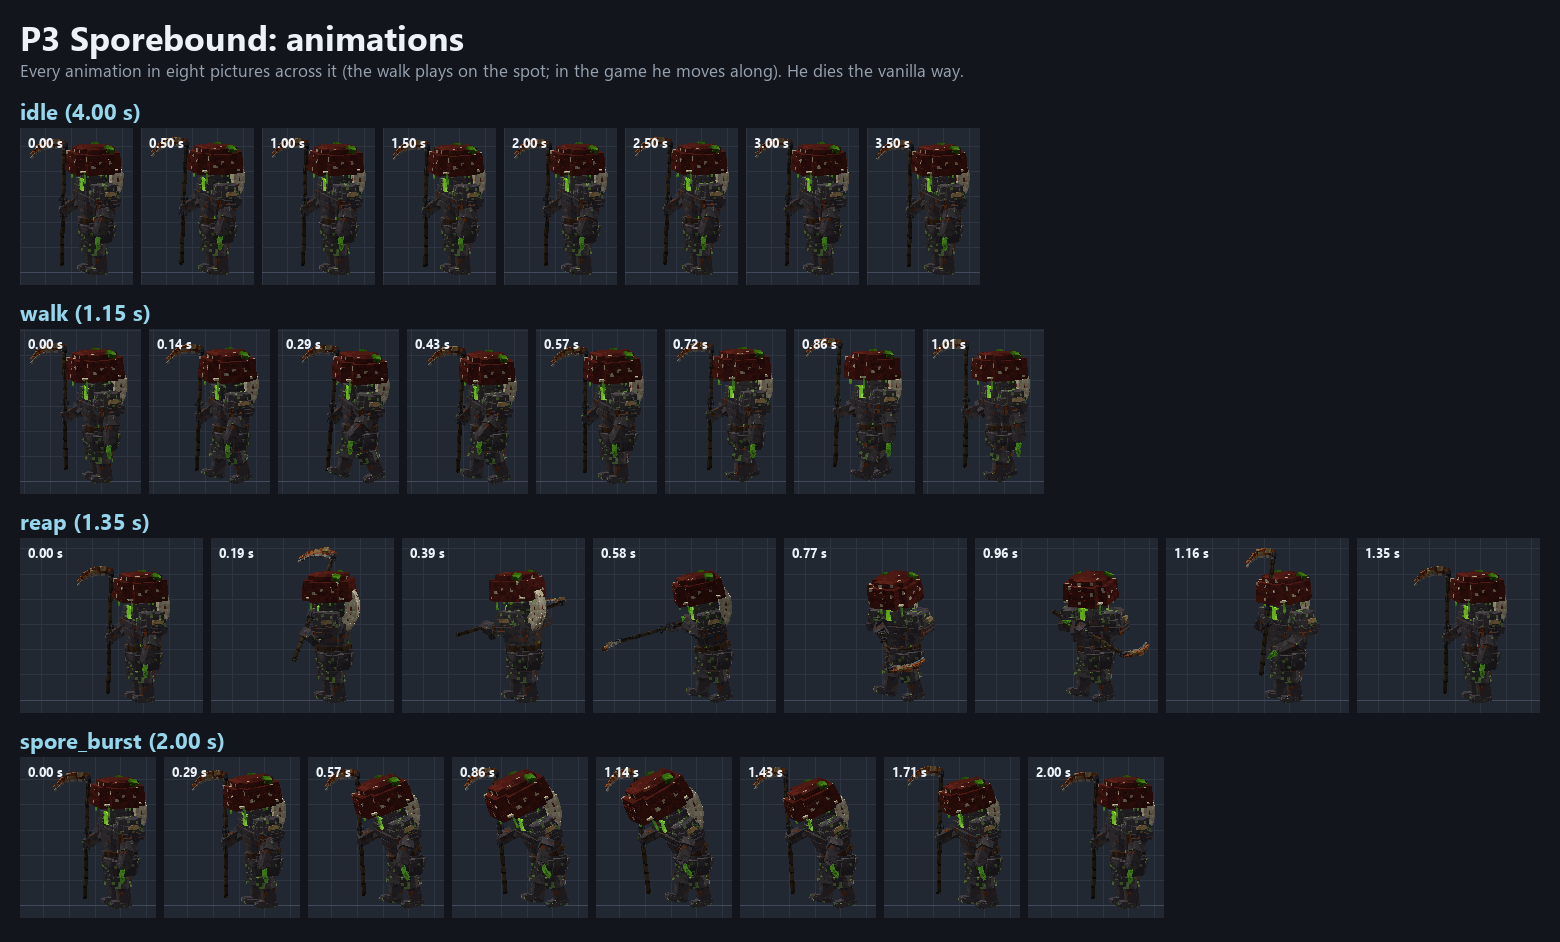 P3 Sporebound: animations
Every animation in eight pictures across it (the walk plays on the spot; in the game he moves along). He dies the vanilla way.
idle (4.00 s)
0.00 s 0.50 s 1.00 s 1.50 s 2.00 s 2.50 s 3.00 s 3.50 s
walk (1.15 s)
0.00 s 0.14 s 0.29 s 0.43 s 0.57 s 0.72 s 0.86 s 1.01 s
reap (1.35 s)
0.00 s 0.19 s 0.39 s 0.58 s 0.77 s 0.96 s 1.16 s 1.35 s
spore_burst (2.00 s)
0.00 s 0.29 s 0.57 s 0.86 s 1.14 s 1.43 s 1.71 s 2.00 s